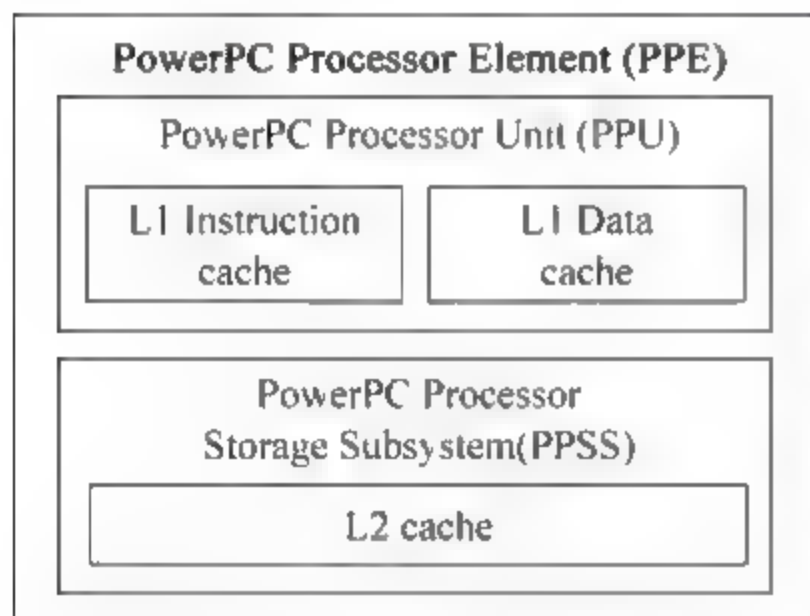 PowerPC Processor Element (PPE)
PowerPC Processor Unit (PPU)
L1 Instruction
cache
L1 Data
cache
PowerPC Processor
Storage Subsystem(PPSS)
L2 cache